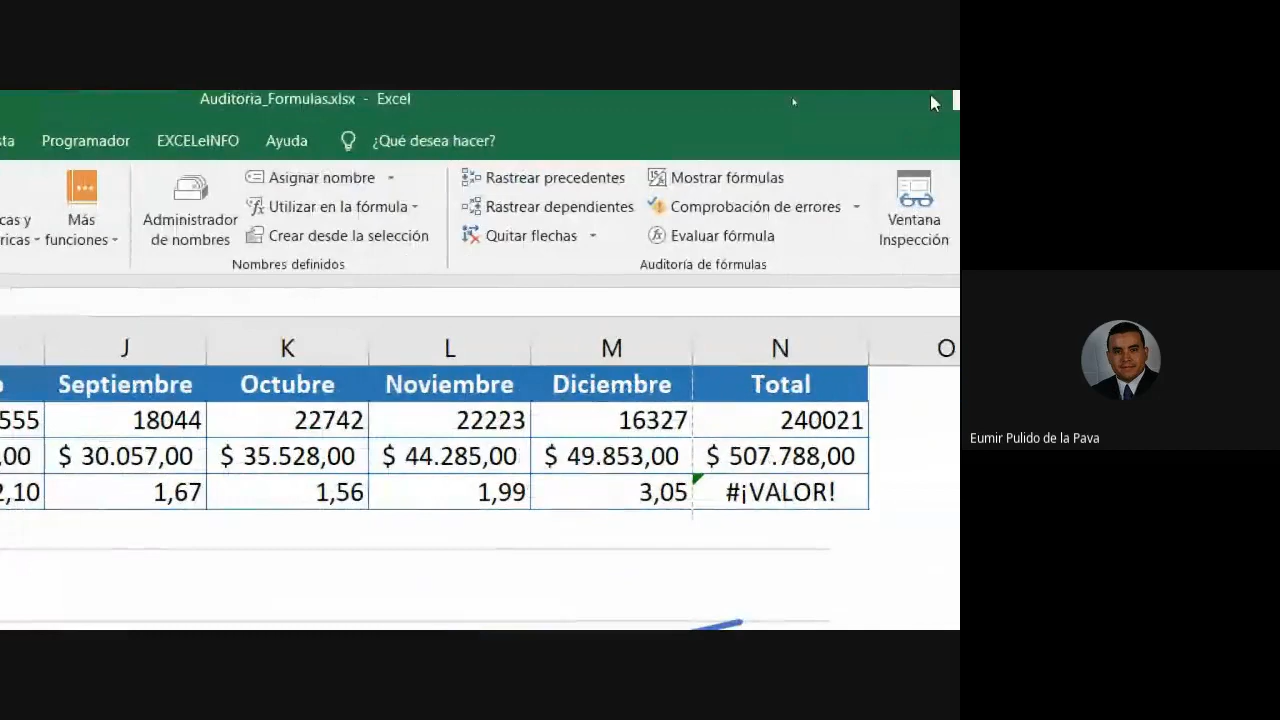 Auditoria_Formulas.xlsx - Excel
sta Programador EXCELeINFO Ayuda ¿Qué desea hacer?
cas y
ricas
Más
funciones
Administrador
de nombres
Asignar nombre
Utilizar en la fórmula
Crear desde la selección
Nombres definidos
Rastrear precedentes
Rastrear dependientes
Quitar flechas
Mostrar fórmulas
Comprobación de errores
Evaluar fórmula
Auditoría de fórmulas
Ventana
Inspección
J K L M N O
o Septiembre Octubre Noviembre Diciembre Total
555 18044 22742 22223 16327 240021
,00 $ 30.057,00 $ 35.528,00 $ 44.285,00 $ 49.853,00 $ 507.788,00
2,10 1,67 1,56 1,99 3,05 #¡VALOR!
Eumir Pulido de la Pava